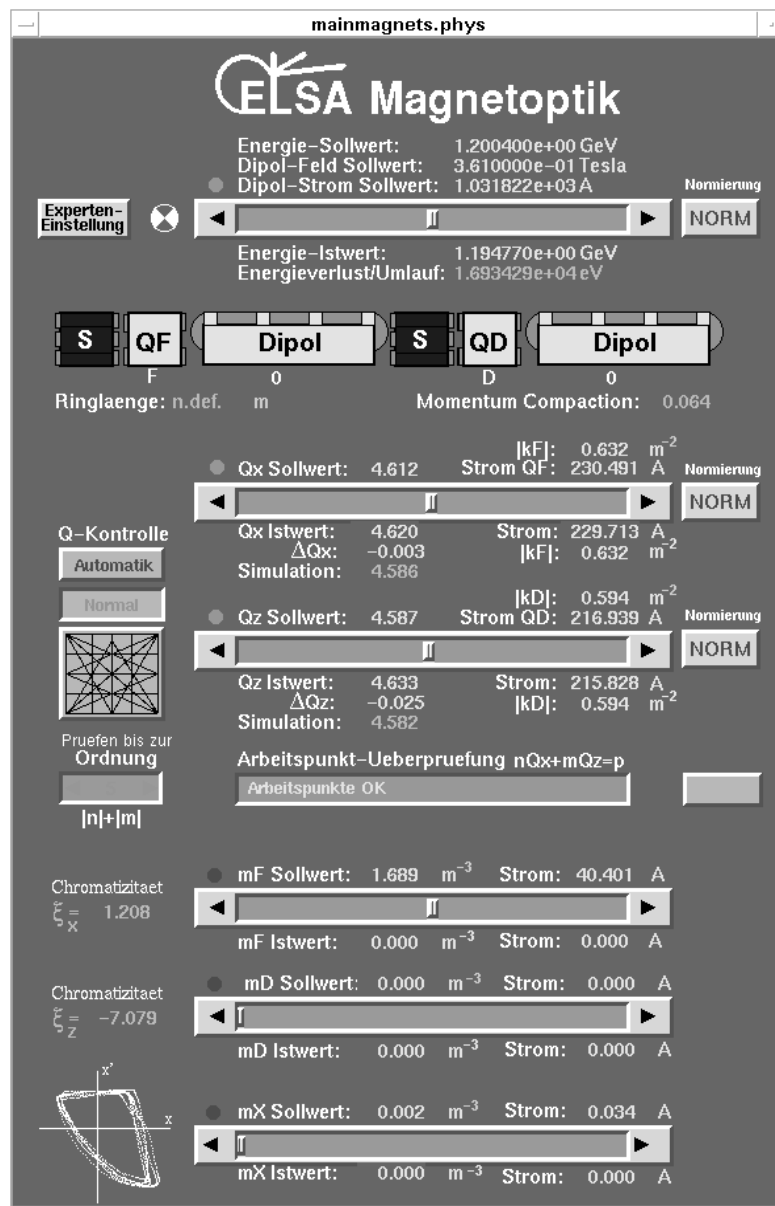 mainmagnets.phys
ELSA Magnetoptik
Energie-Sollwert: 1.200400e+00 GeV
Dipol-Feld Sollwert: 3.610000e-01 Tesla
Dipol-Strom Sollwert: 1.031822e+03 A Normierung
Experten-
Einstellung NORM
Energie-Istwert: 1.194770e+00 GeV
Energieverlust/Umlauf: 1.693429e+04 eV
S QF Dipol S QD Dipol
F 0 D 0
Ringlaenge: n.def. m Momentum Compaction: 0.064
|kF|: 0.632 m⁻²
Qx Sollwert: 4.612 Strom QF: 230.491 A Normierung
NORM
Q-Kontrolle Qx Istwert: 4.620 Strom: 229.713 A
Automatik ΔQx: -0.003 |kF|: 0.632 m⁻²
Simulation: 4.586
Normal |kD|: 0.594 m⁻²
Qz Sollwert: 4.587 Strom QD: 216.939 A Normierung
NORM
Qz Istwert: 4.633 Strom: 215.828 A
ΔQz: -0.025 |kD|: 0.594 m⁻²
Simulation: 4.582
Pruefen bis zur
Ordnung Arbeitspunkt-Ueberpruefung nQx+mQz=p
Arbeitspunkte OK
|n|+|m|
mF Sollwert: 1.689 m⁻³ Strom: 40.401 A
Chromatizitaet
ξx = 1.208
mF Istwert: 0.000 m⁻³ Strom: 0.000 A
mD Sollwert: 0.000 m⁻³ Strom: 0.000 A
Chromatizitaet
ξz = -7.079
mD Istwert: 0.000 m⁻³ Strom: 0.000 A
x'
x mX Sollwert: 0.002 m⁻³ Strom: 0.034 A
mX Istwert: 0.000 m⁻³ Strom: 0.000 A